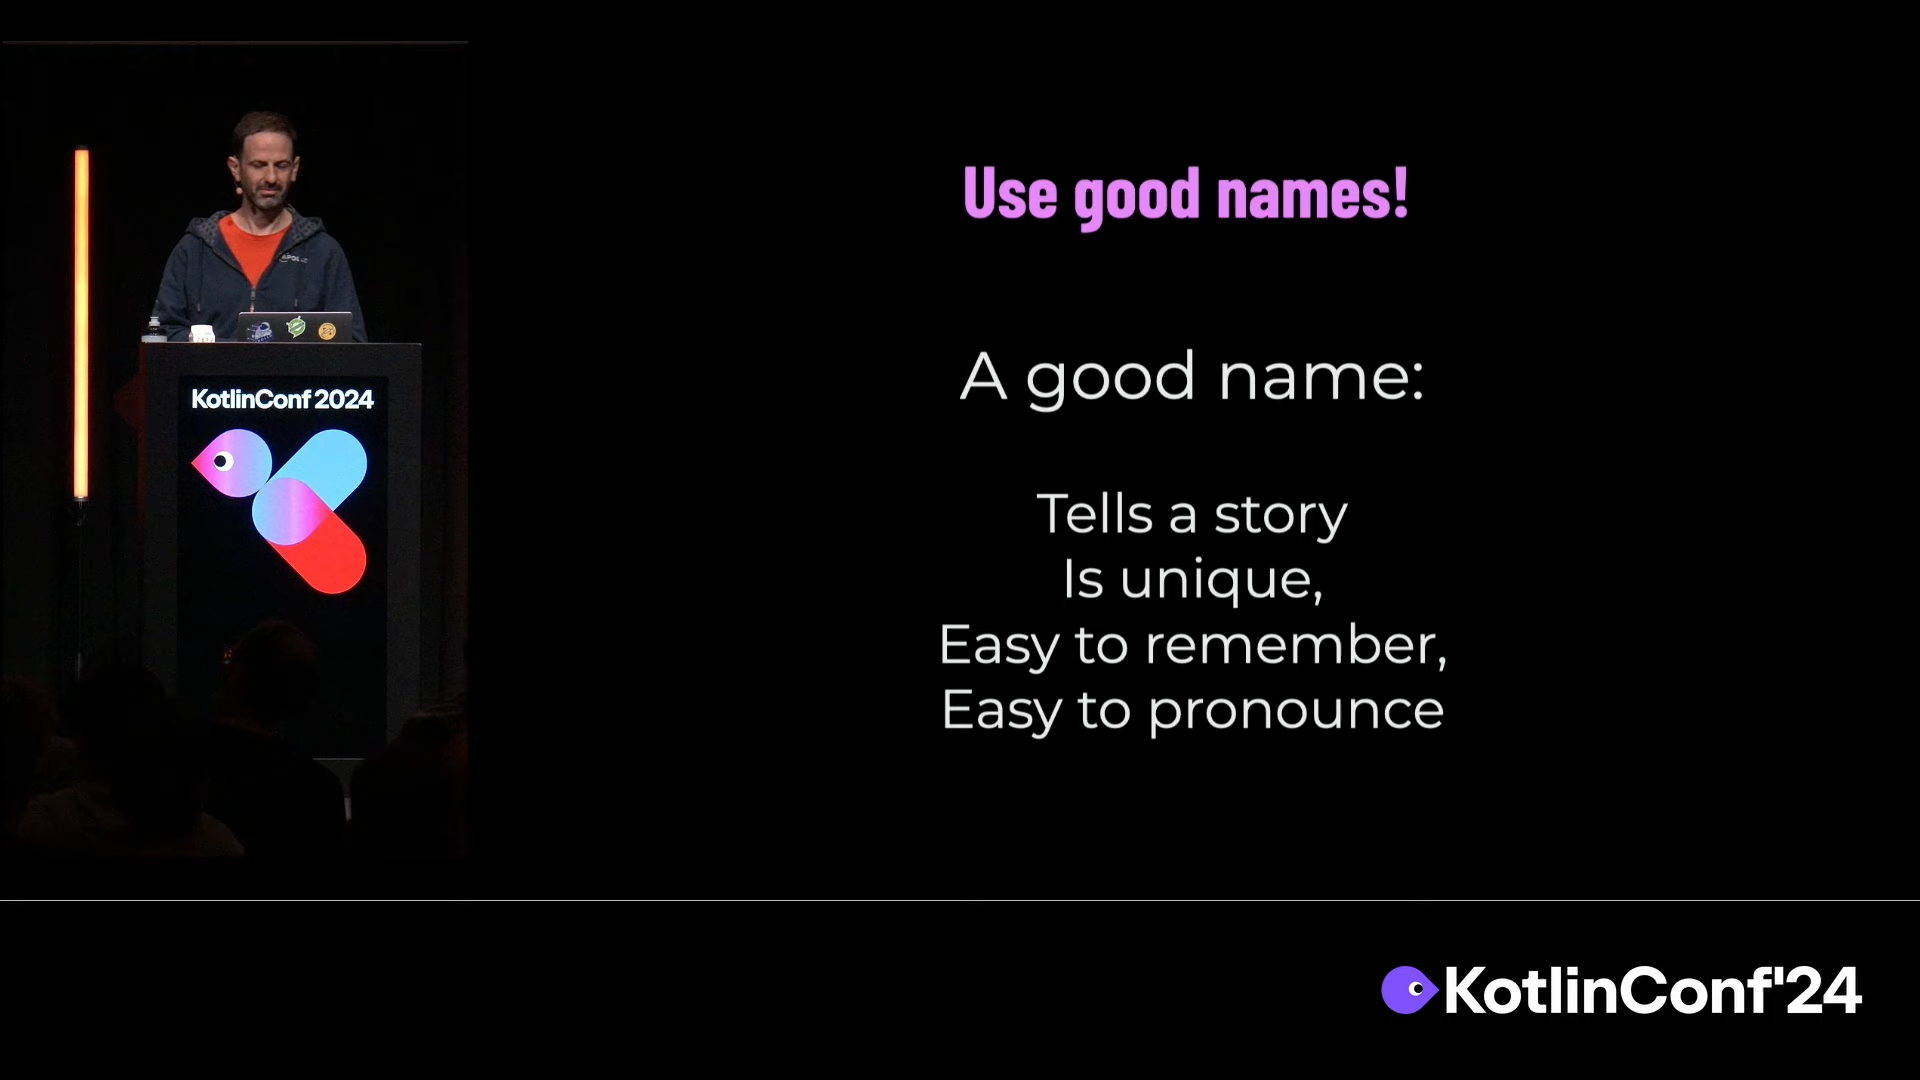 Use good names!
A good name:
Tells a story
Is unique,
Easy to remember,
Easy to pronounce
KotlinConf 2024
KotlinConf'24